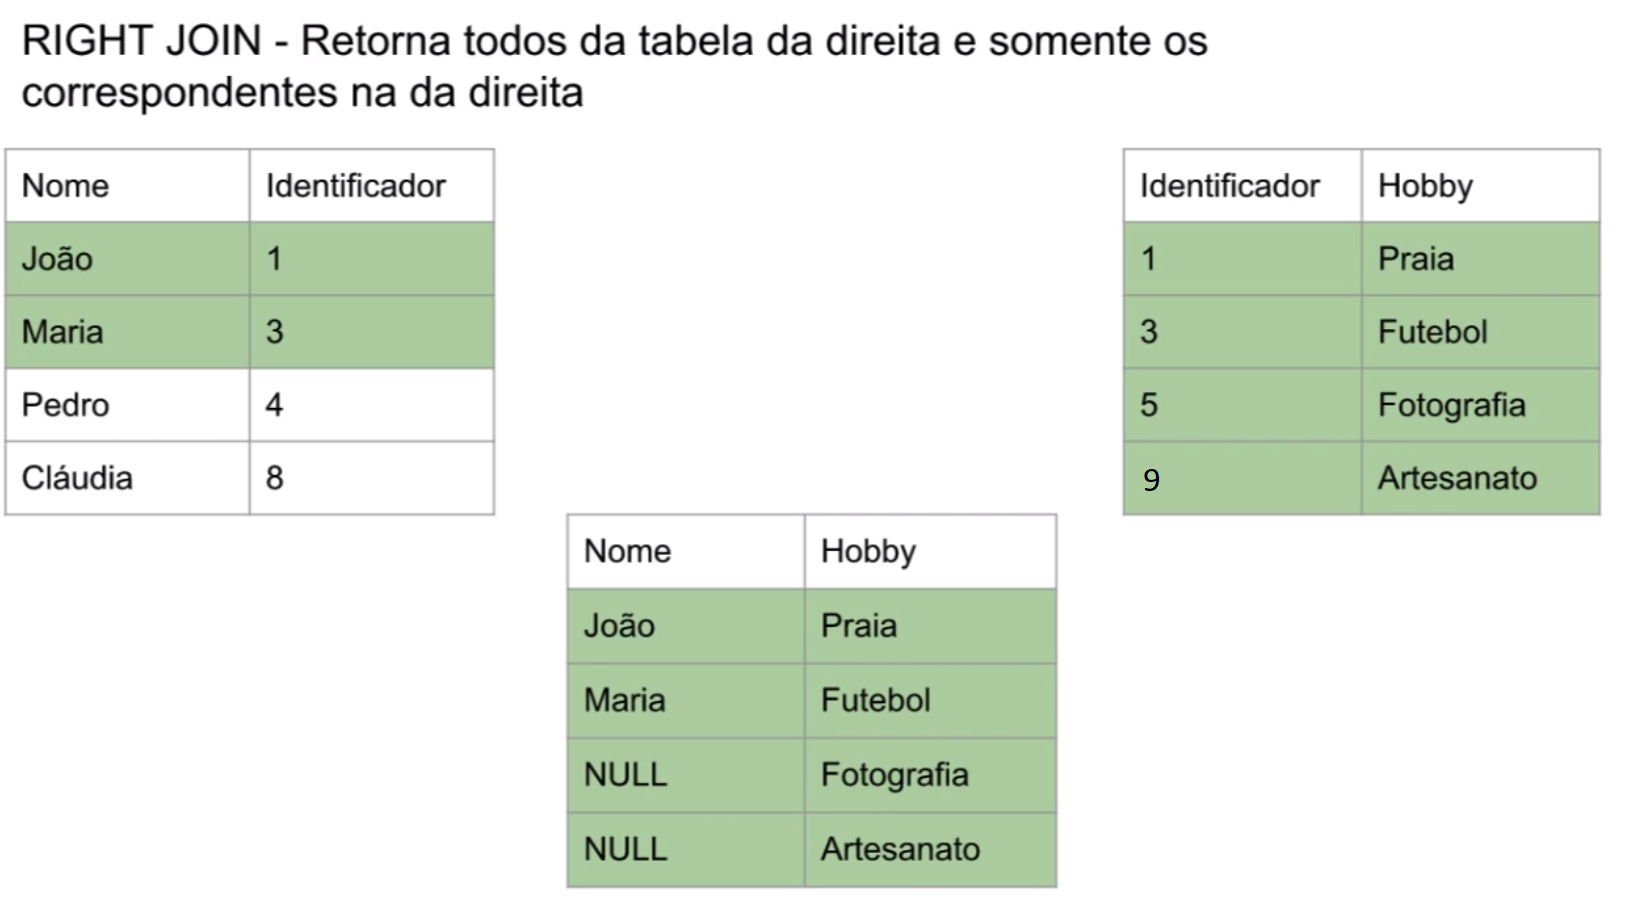 RIGHT JOIN - Retorna todos da tabela da direita e somente os
correspondentes na da direita
Nome Identificador
João 1
Maria 3
Pedro 4
Cláudia 8
Identificador Hobby
1 Praia
3 Futebol
5 Fotografia
9 Artesanato
Nome Hobby
João Praia
Maria Futebol
NULL Fotografia
NULL Artesanato